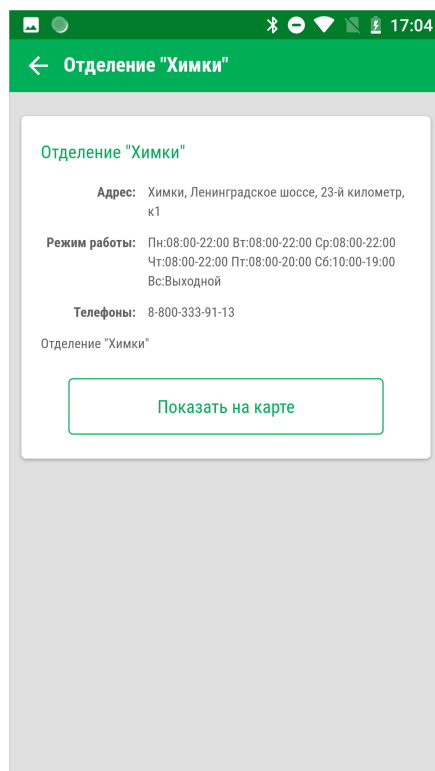 17:04
Отделение "Химки"
Отделение "Химки"
Адрес: Химки, Ленинградское шоссе, 23-й километр,
к1
Режим работы: Пн:08:00-22:00 Вт:08:00-22:00 Ср:08:00-22:00
Чт:08:00-22:00 Пт:08:00-20:00 Сб:10:00-19:00
Вс:Выходной
Телефоны: 8-800-333-91-13
Отделение "Химки"
Показать на карте